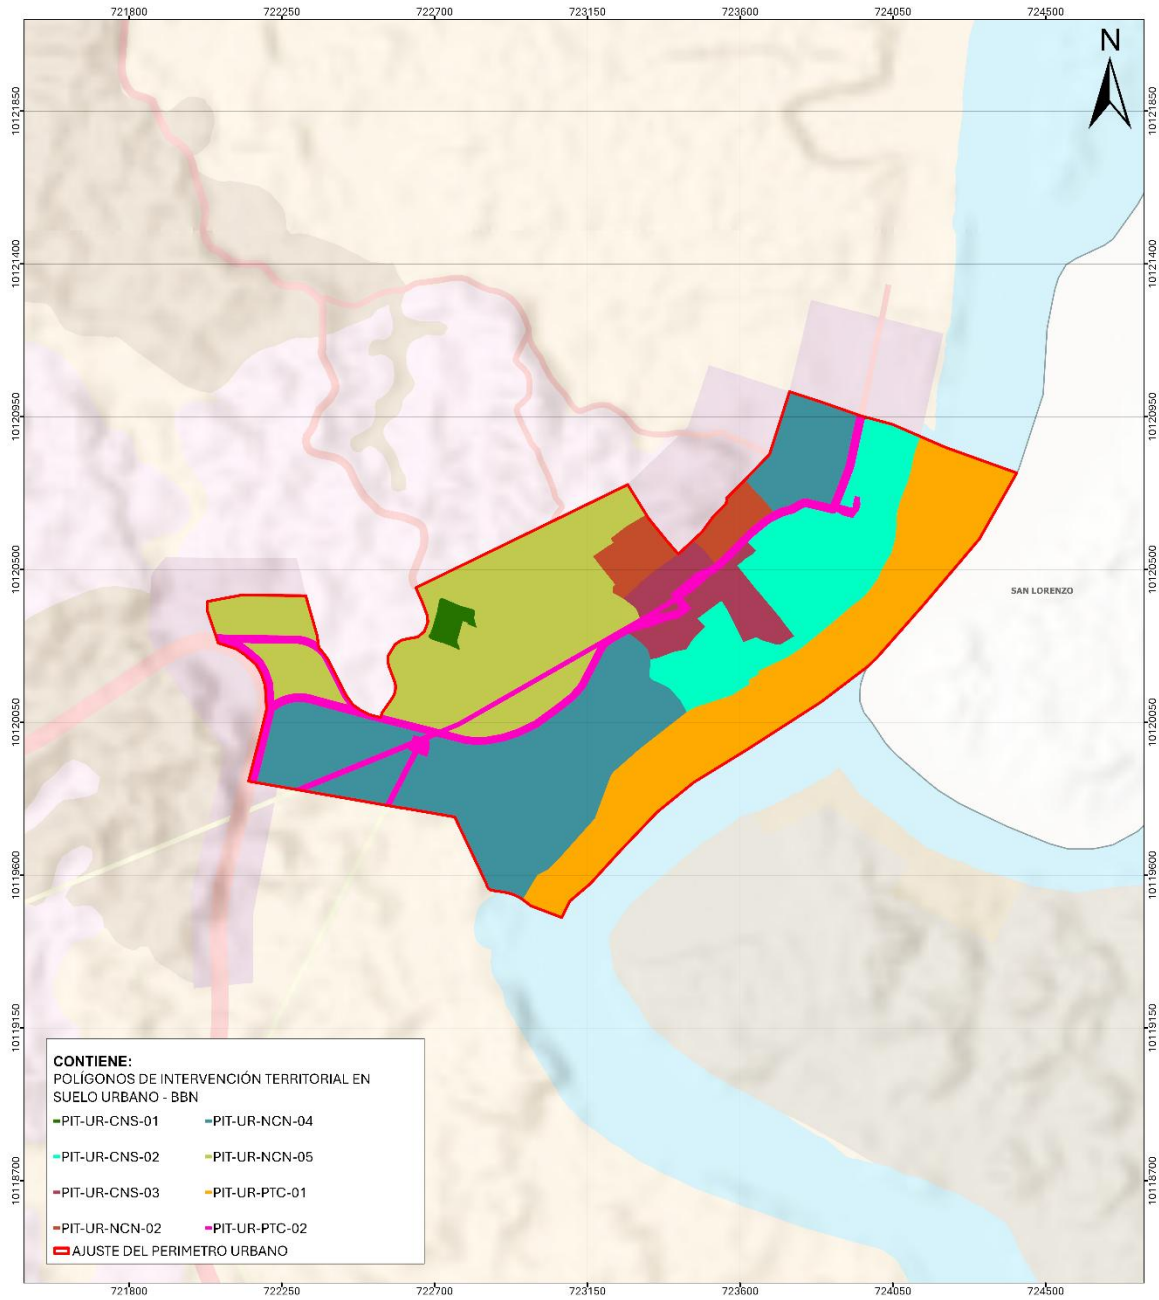 721800 722250 722700 723150 723600 724050 724500
N
10121850 10121850
10121400 10121400
10120950 10120950
10120500 10120500
SAN LORENZO
10120050 10120050
10119600 10119600
10119150 10119150
CONTIENE:
POLÍGONOS DE INTERVENCIÓN TERRITORIAL EN
SUELO URBANO - BBN
PIT-UR-CNS-01 PIT-UR-NCN-04
PIT-UR-CNS-02 PIT-UR-NCN-05
PIT-UR-CNS-03 PIT-UR-PTC-01
PIT-UR-NCN-02 PIT-UR-PTC-02
AJUSTE DEL PERIMETRO URBANO
10118700 10118700
721800 722250 722700 723150 723600 724050 724500